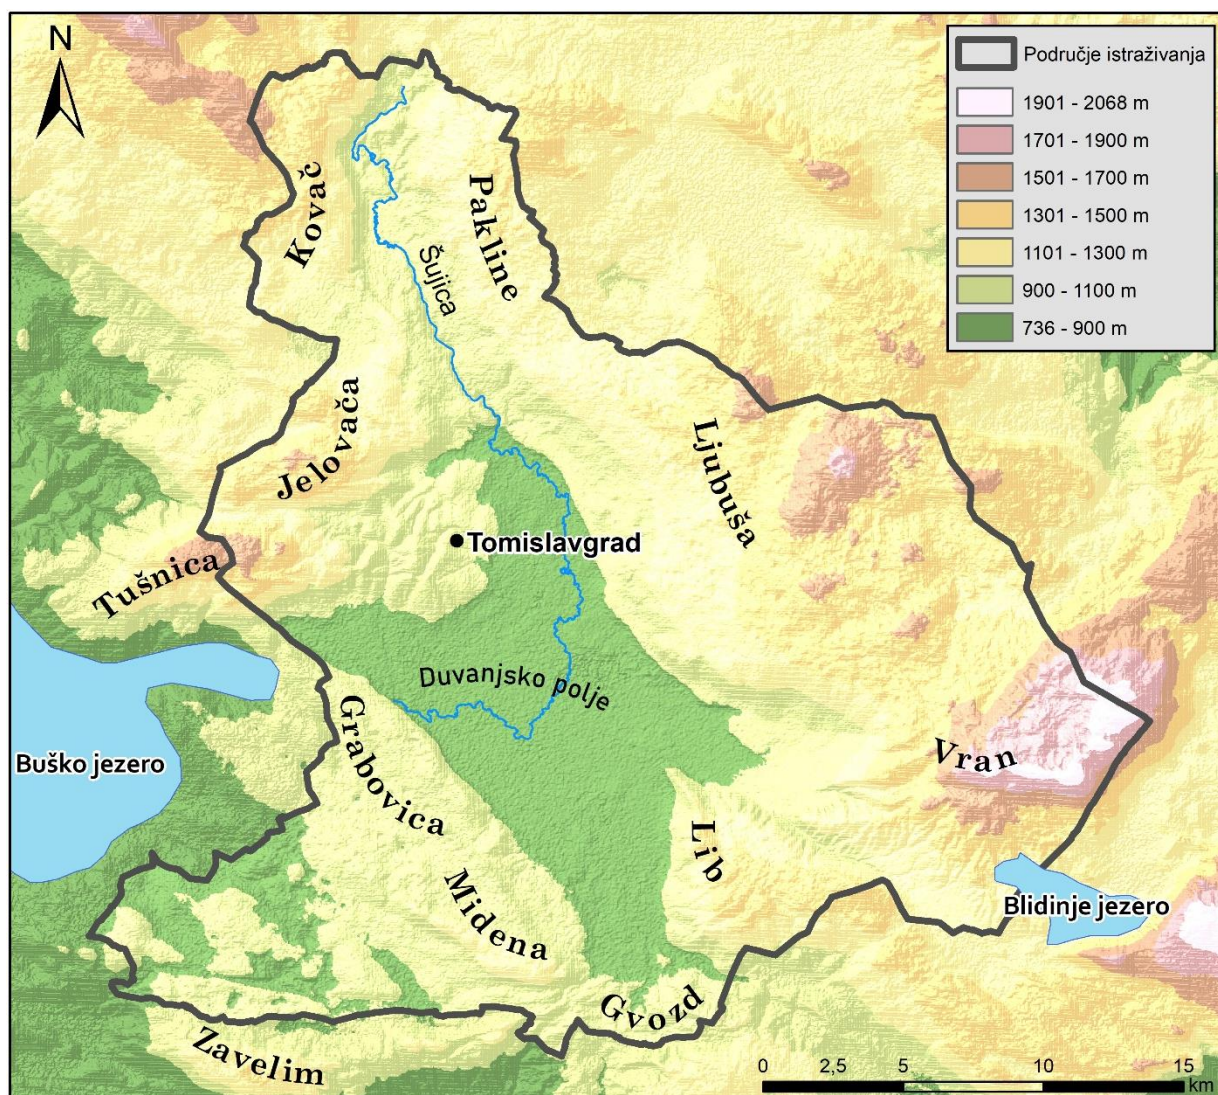 N
Područje istraživanja
1901 - 2068 m
1701 - 1900 m
1501 - 1700 m
1301 - 1500 m
1101 - 1300 m
900 - 1100 m
736 - 900 m
Kovač
Pakline
Šujica
Jelovača
Ljubuša
Tomislavgrad
Tušnica
Duvanjsko polje
Grabovica
Vran
Buško jezero
Lib
Midena
Blidinje jezero
Gvozd
Zavelim
0 2,5 5 10 15
km